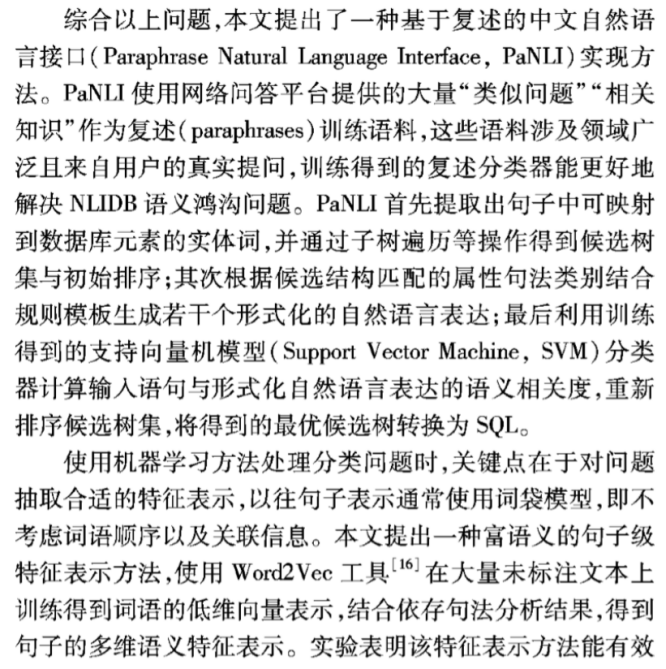 综合以上问题,本文提出了一种基于复述的中文自然语
言接口(Paraphrase Natural Language Interface, PaNLI)实现方
法。PaNLI 使用网络问答平台提供的大量“类似问题”“相关
知识”作为复述(paraphrases)训练语料,这些语料涉及领域广
泛且来自用户的真实提问,训练得到的复述分类器能更好地
解决 NLIDB 语义鸿沟问题。PaNLI 首先提取出句子中可映射
到数据库元素的实体词,并通过子树遍历等操作得到候选树
集与初始排序;其次根据候选结构匹配的属性句法类别结合
规则模板生成若干个形式化的自然语言表达;最后利用训练
得到的支持向量机模型(Support Vector Machine, SVM)分类
器计算输入语句与形式化自然语言表达的语义相关度,重新
排序候选树集,将得到的最优候选树转换为 SQL。
使用机器学习方法处理分类问题时,关键点在于对问题
抽取合适的特征表示,以往句子表示通常使用词袋模型,即不
考虑词语顺序以及关联信息。本文提出一种富语义的句子级
特征表示方法,使用 Word2Vec 工具[16]在大量未标注文本上
训练得到词语的低维向量表示,结合依存句法分析结果,得到
句子的多维语义特征表示。实验表明该特征表示方法能有效